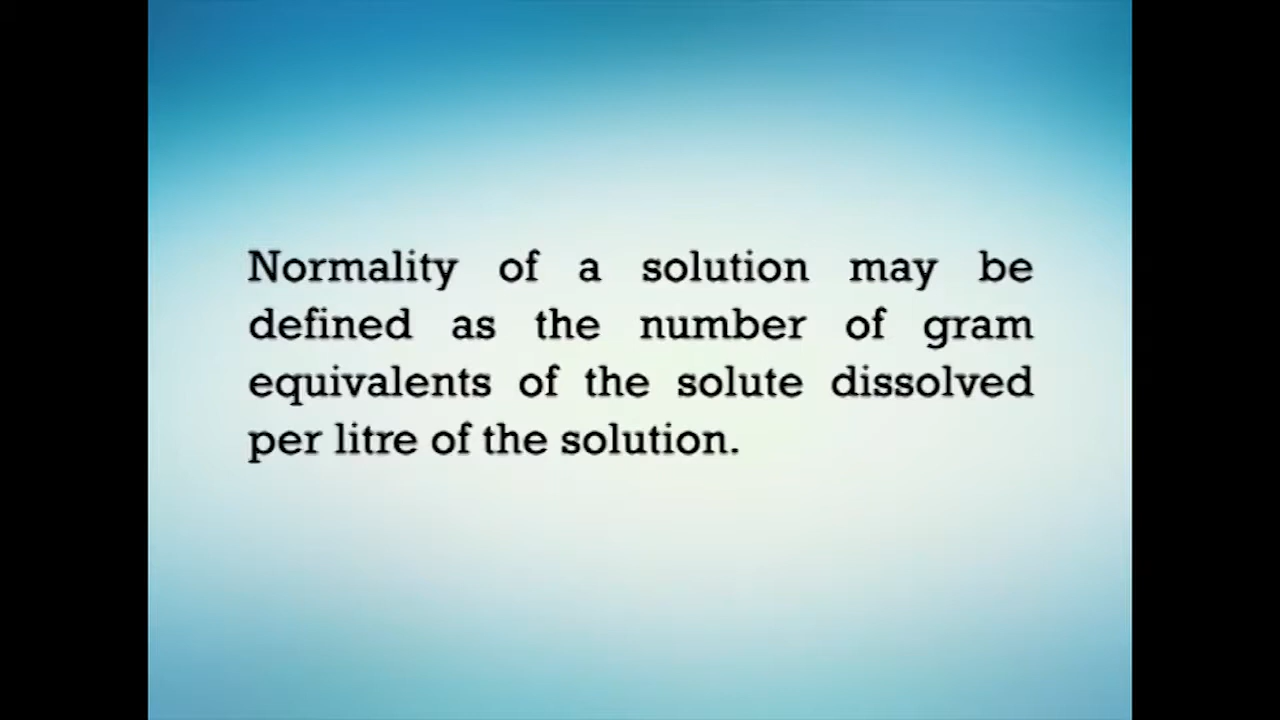 Normality of a solution may be
defined as the number of gram
equivalents of the solute dissolved
per litre of the solution.